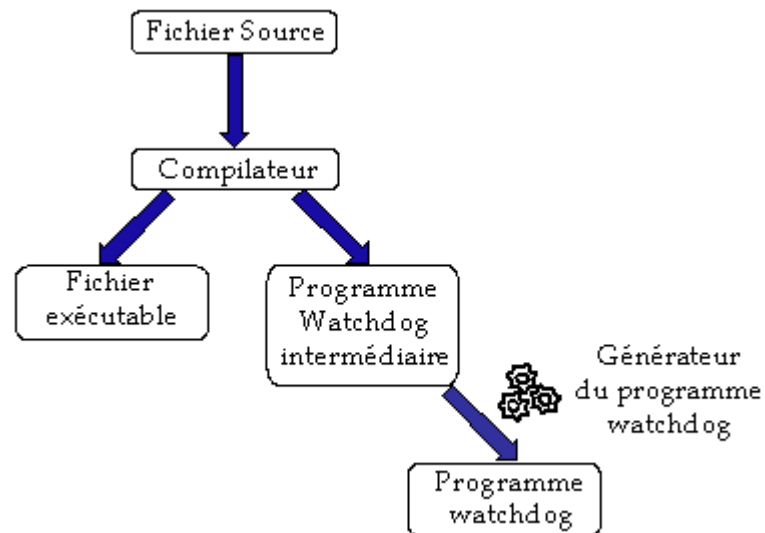 Fichier Source
Compilateur
Fichier
exécutable
Programme
Watchdog
intermédiaire
Générateur
du programme
watchdog
Programme
watchdog